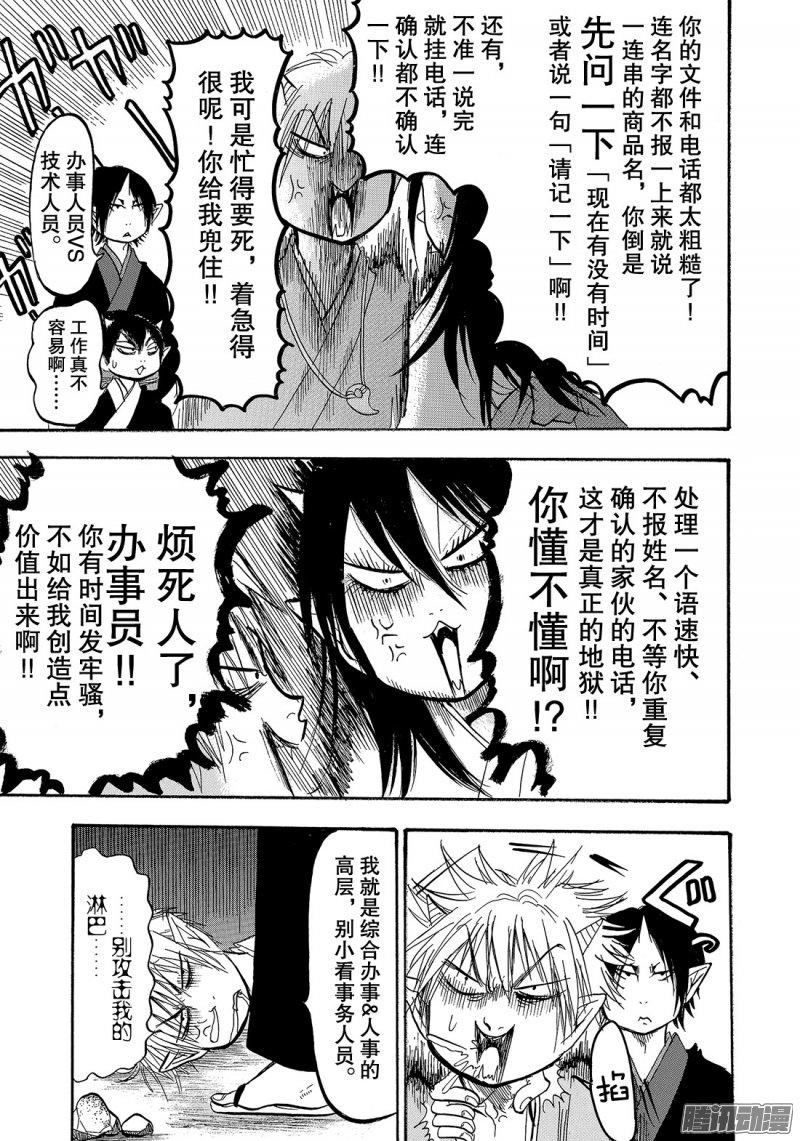 你的文件和电话都太粗糙了！
连名字都不报一上来就说
一连串的商品名，你倒是
先问一下「现在有没有时间」
或者说一句「请记一下」啊！！
还有，
不准一说完
就挂电话，连
确认都不确认
一下！！
我可是忙得要死，着急得
很呢！你给我兜住！！
办事人员VS
技术人员。
工作真不
容易啊……
处理一个语速快、
不报姓名、不等你重复
确认的家伙的电话，
这才是真正的地狱！！
你懂不懂啊！？
烦死人了，
办事员！！
你有时间发牢骚，
不如给我创造点
价值出来啊！！
掐
我就是综合办事&人事的
高层，别小看事务人员。
……别攻击我的
淋巴……
腾讯动漫